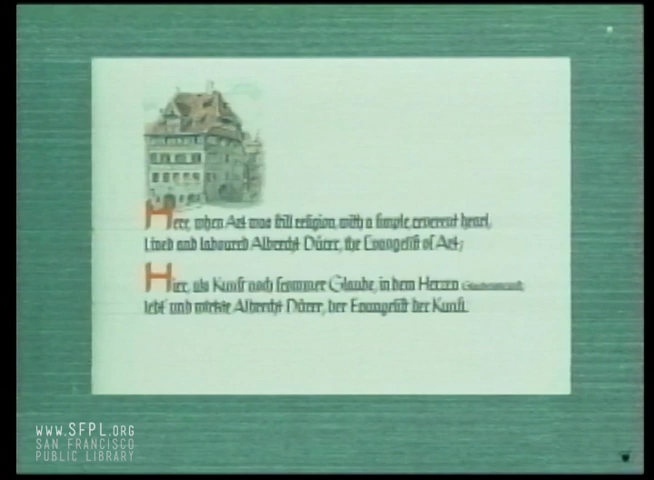 Here, when Art was still religion, with a simple, reverent heart,
Lived and laboured Albrecht Dürer, the Evangelist of Art;
Hier, als Kunst noch frommer Glaube, in dem Herzen
lebt' und wirkte Albrecht Dürer, der Evangelist der Kunst.
www.SFPL.org
SAN FRANCISCO
PUBLIC LIBRARY